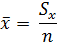 x̄ = Sₓ/n